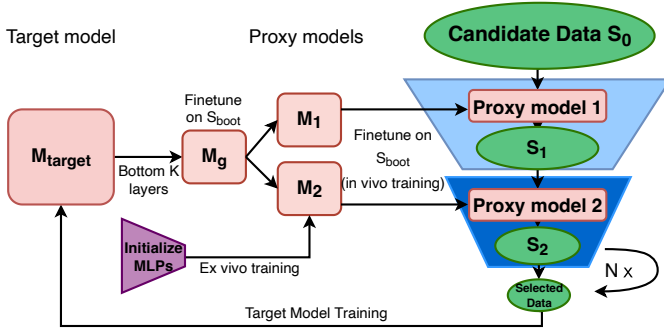 Target model
Proxy models
Candidate Data S0
Finetune
on Sboot
M1
Proxy model 1
Mtarget
Mg
Finetune on
Sboot
(in vivo training)
S1
Bottom K
layers
M2
Proxy model 2
Initialize
MLPs
Ex vivo training
S2
N x
Selected
Data
Target Model Training